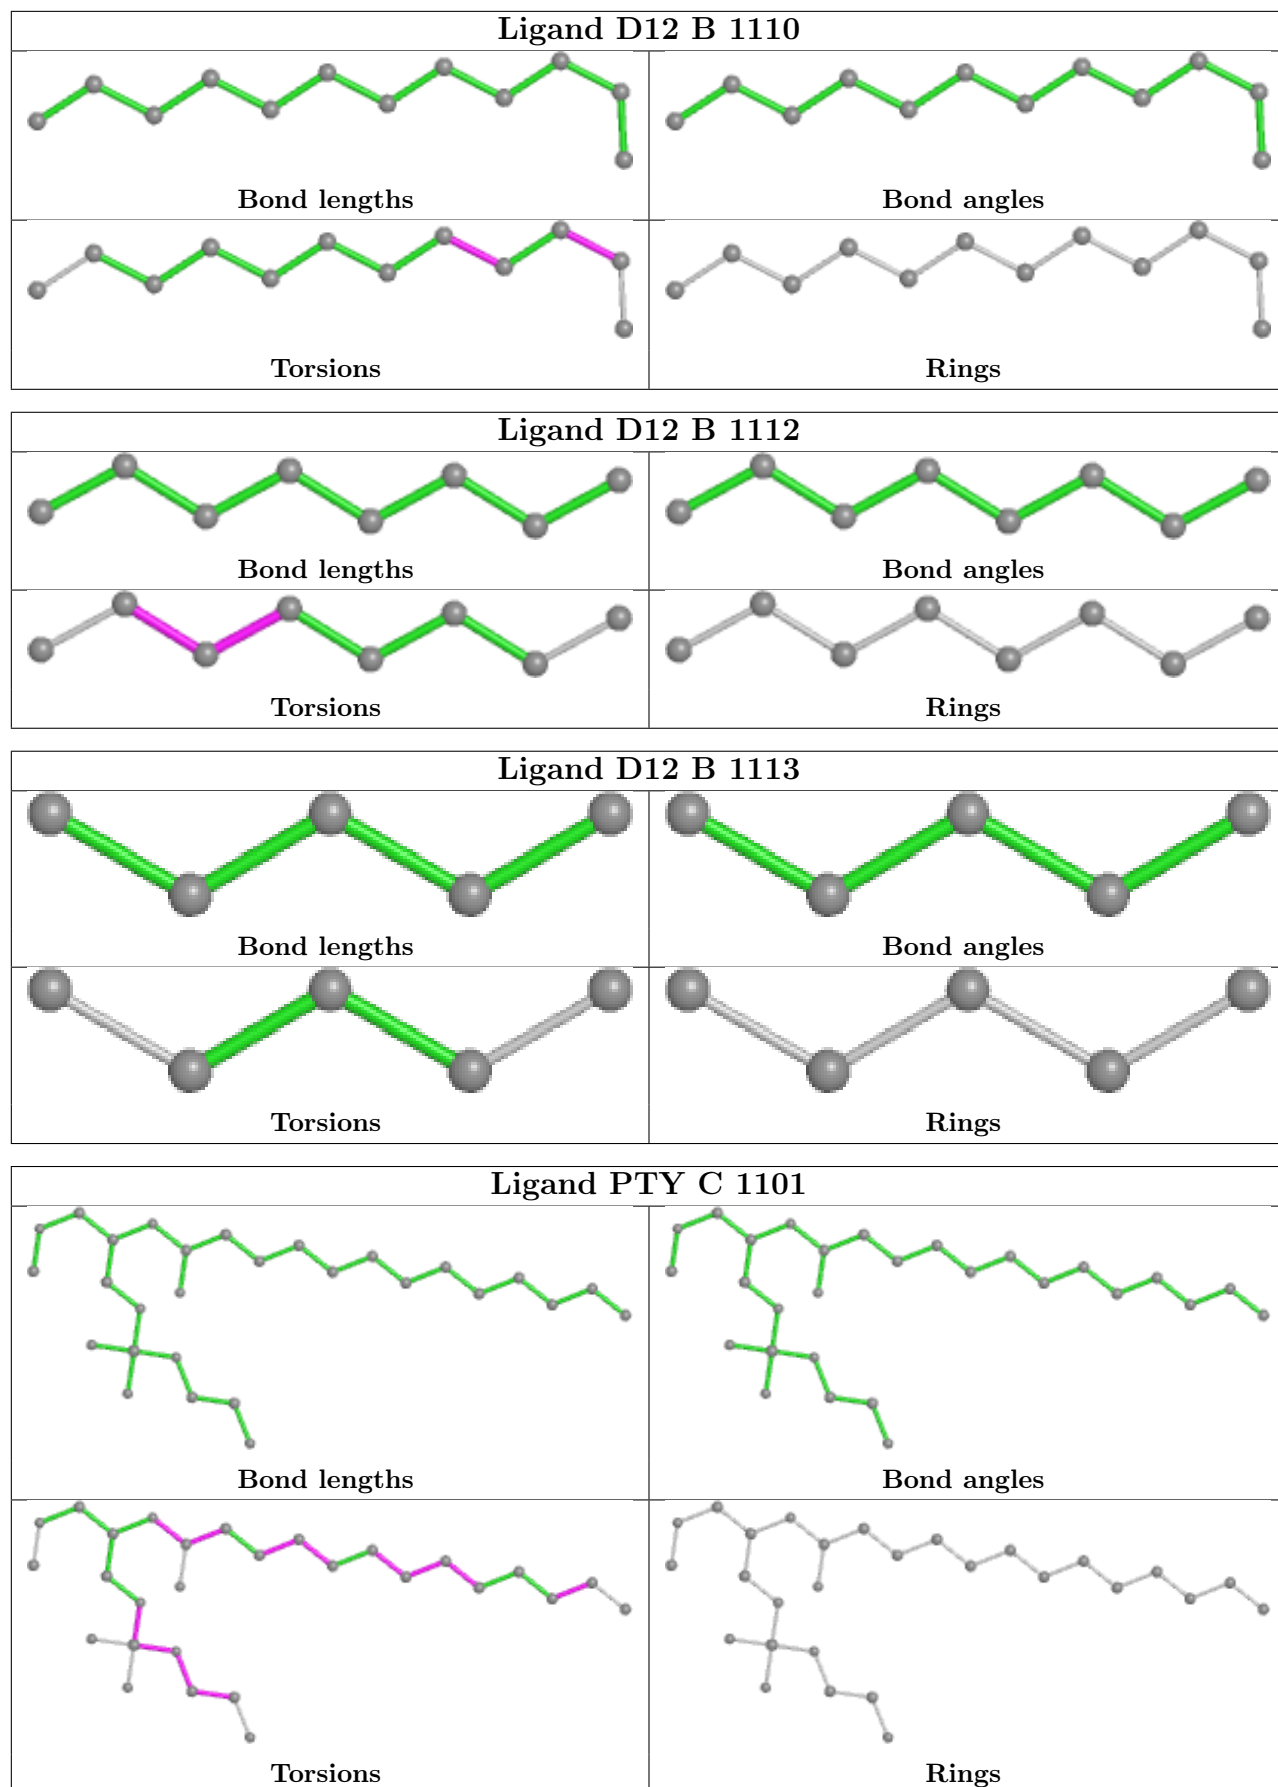 Ligand D12 B 1110
Bond lengths
Bond angles
Torsions
Rings
Ligand D12 B 1112
Bond lengths
Bond angles
Torsions
Rings
Ligand D12 B 1113
Bond lengths
Bond angles
Torsions
Rings
Ligand PTY C 1101
Bond lengths
Bond angles
Torsions
Rings